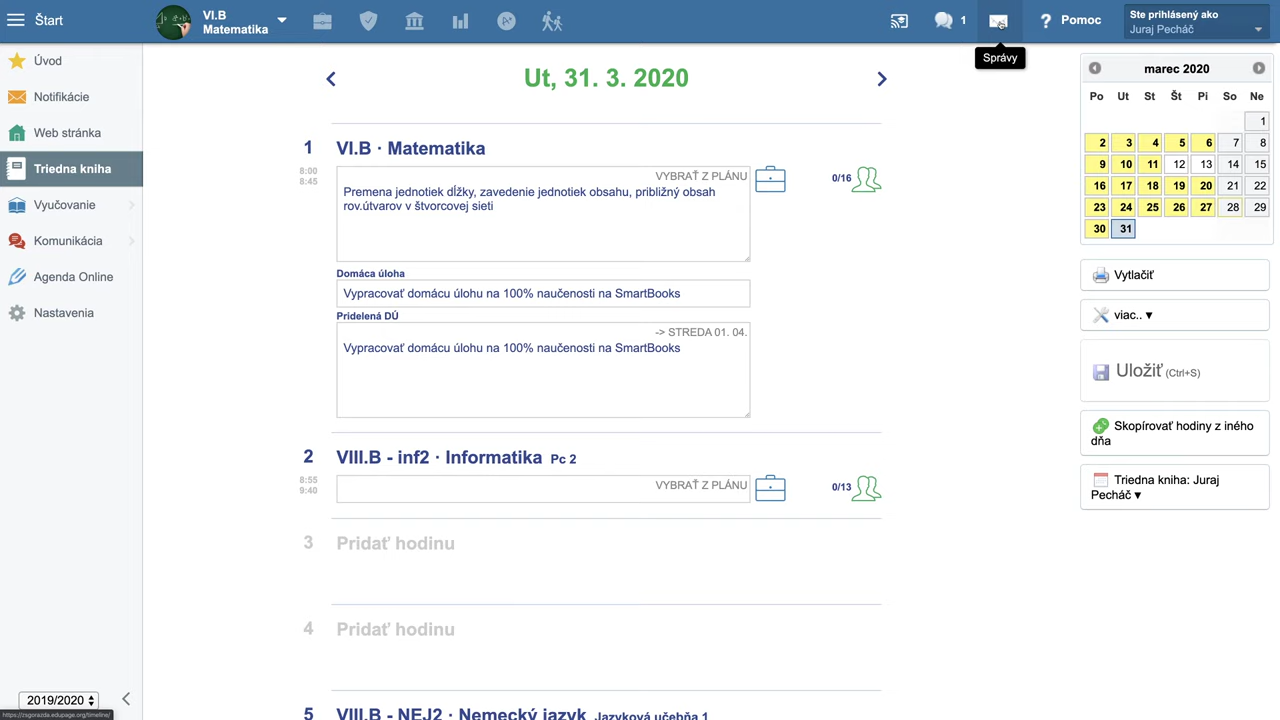 Štart
VI.B
Matematika
1
Pomoc
Ste prihlásený ako
Juraj Pecháč
Správy
Úvod
Notifikácie
Web stránka
Triedna kniha
Vyučovanie
Komunikácia
Agenda Online
Nastavenia
2019/2020
https://zsgorazda.edupage.org/timeline/
Ut, 31. 3. 2020
1 VI.B · Matematika
8:00
8:45
VYBRAŤ Z PLÁNU
Premena jednotiek dĺžky, zavedenie jednotiek obsahu, približný obsah
rov.útvarov v štvorcovej sieti
0/16
Domáca úloha
Vypracovať domácu úlohu na 100% naučenosti na SmartBooks
Pridelená DÚ
-> STREDA 01. 04.
Vypracovať domácu úlohu na 100% naučenosti na SmartBooks
2 VIII.B - inf2 · Informatika Pc 2
8:55
9:40
VYBRAŤ Z PLÁNU
0/13
3 Pridať hodinu
4 Pridať hodinu
5 VIII.B - NEJ2 · Nemecký jazyk Jazyková učebňa 1
marec 2020
Po Ut St Št Pi So Ne
1
2 3 4 5 6 7 8
9 10 11 12 13 14 15
16 17 18 19 20 21 22
23 24 25 26 27 28 29
30 31
Vytlačiť
viac.. ▾
Uložiť (Ctrl+S)
Skopírovať hodiny z iného
dňa
Triedna kniha: Juraj
Pecháč ▾